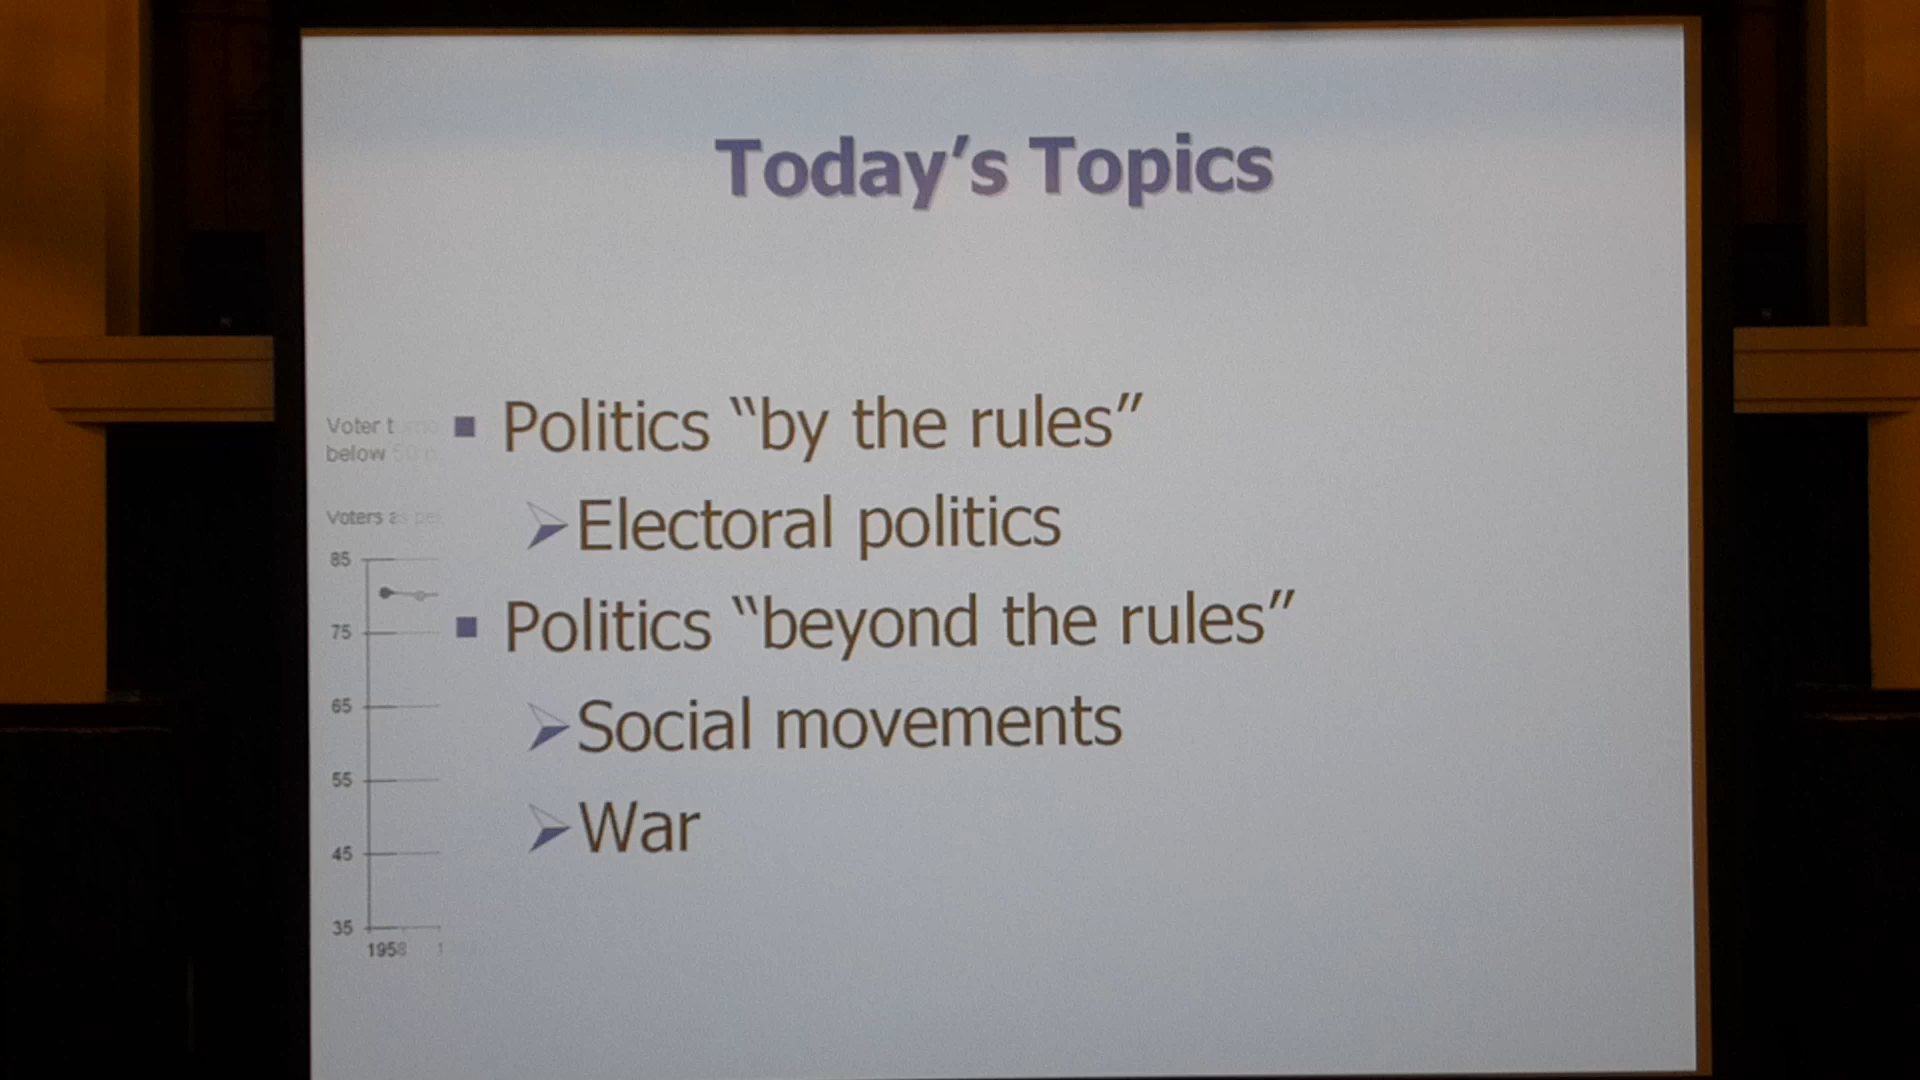 Today's Topics
Voter
below
Voters as
85
75
65
55
45
35
1958
Politics “by the rules”
Electoral politics
Politics “beyond the rules”
Social movements
War